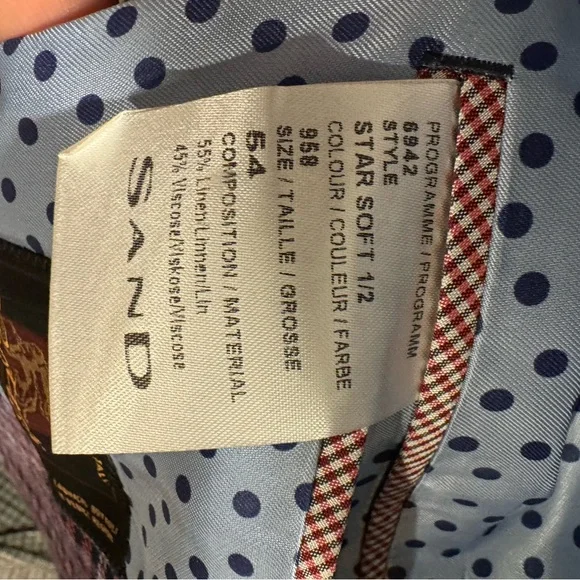 PROGRAMME / PROGRAMM
6942
STYLE
STAR SOFT 1/2
COLOUR / COULEUR / FARBE
958
SIZE / TAILLE / GROSSE
54
COMPOSITION / MATERIAL
55% Linen/Linnen/Lin
45% Viscose/Viskose/Viscose
SAND